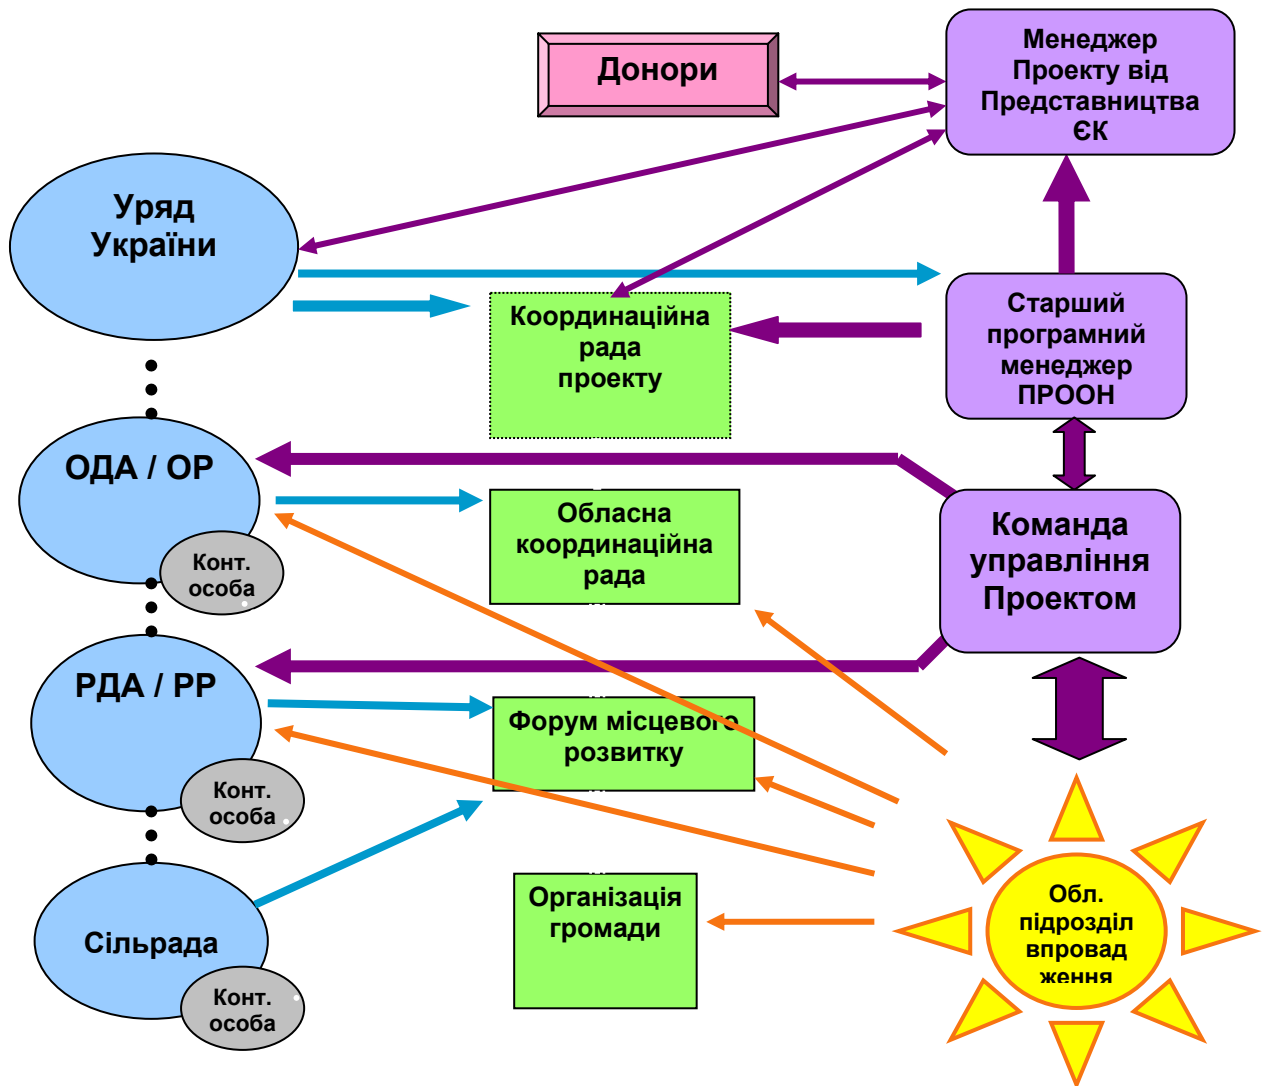 Донори
Менеджер
Проекту від
Представництва
ЄК
Уряд
України
Координаційна
рада
проекту
Старший
програмний
менеджер
ПРООН
ОДА / ОР
Конт.
особа
Обласна
координаційна
рада
Команда
управління
Проектом
РДА / РР
Конт.
особа
Форум місцевого
розвитку
Сільрада
Конт.
особа
Організація
громади
Обл.
підрозділ
впровад
ження